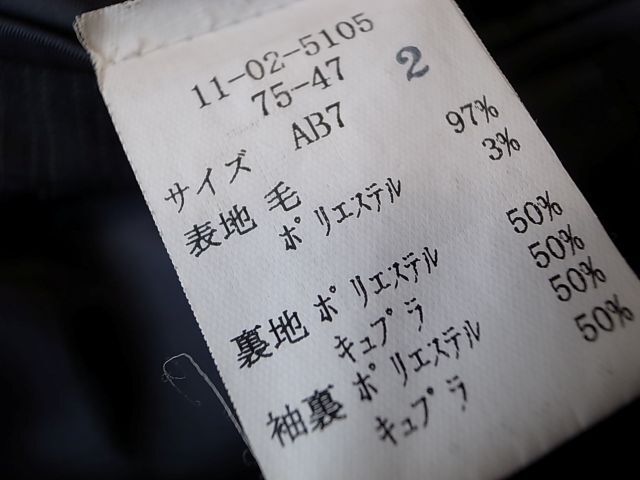 11-02-5105
75-47 2
サイズ AB7
表地 毛 97%
ポリエステル 3%
裏地 ポリエステル 50%
キュプラ 50%
袖裏 ポリエステル 50%
キュプラ 50%